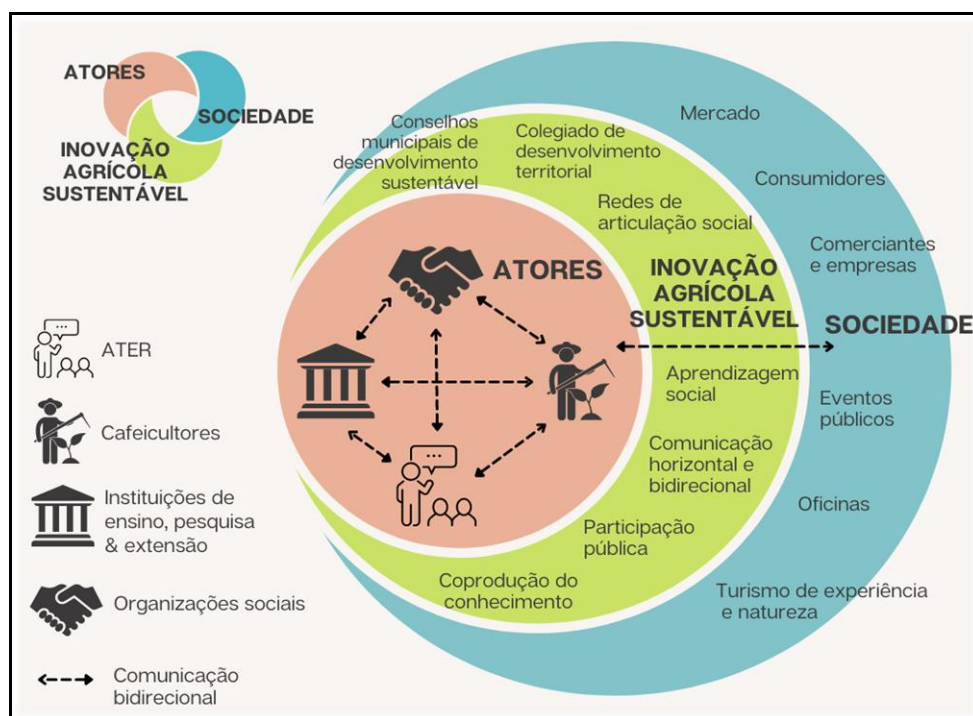 ATORES
SOCIEDADE
INOVAÇÃO
AGRÍCOLA
SUSTENTÁVEL
Conselhos
municipais de
desenvolvimento
sustentável
Colegiado de
desenvolvimento
territorial
Redes de
articulação social
Mercado
Consumidores
Comerciantes
e empresas
ATORES
INOVAÇÃO
AGRÍCOLA
SUSTENTÁVEL
SOCIEDADE
Aprendizagem
social
Comunicação
horizontal e
bidirecional
Participação
pública
Coprodução do
conhecimento
Eventos
públicos
Oficinas
Turismo de experiência
e natureza
ATER
Cafeicultores
Instituições de
ensino, pesquisa
& extensão
Organizações sociais
Comunicação
bidirecional